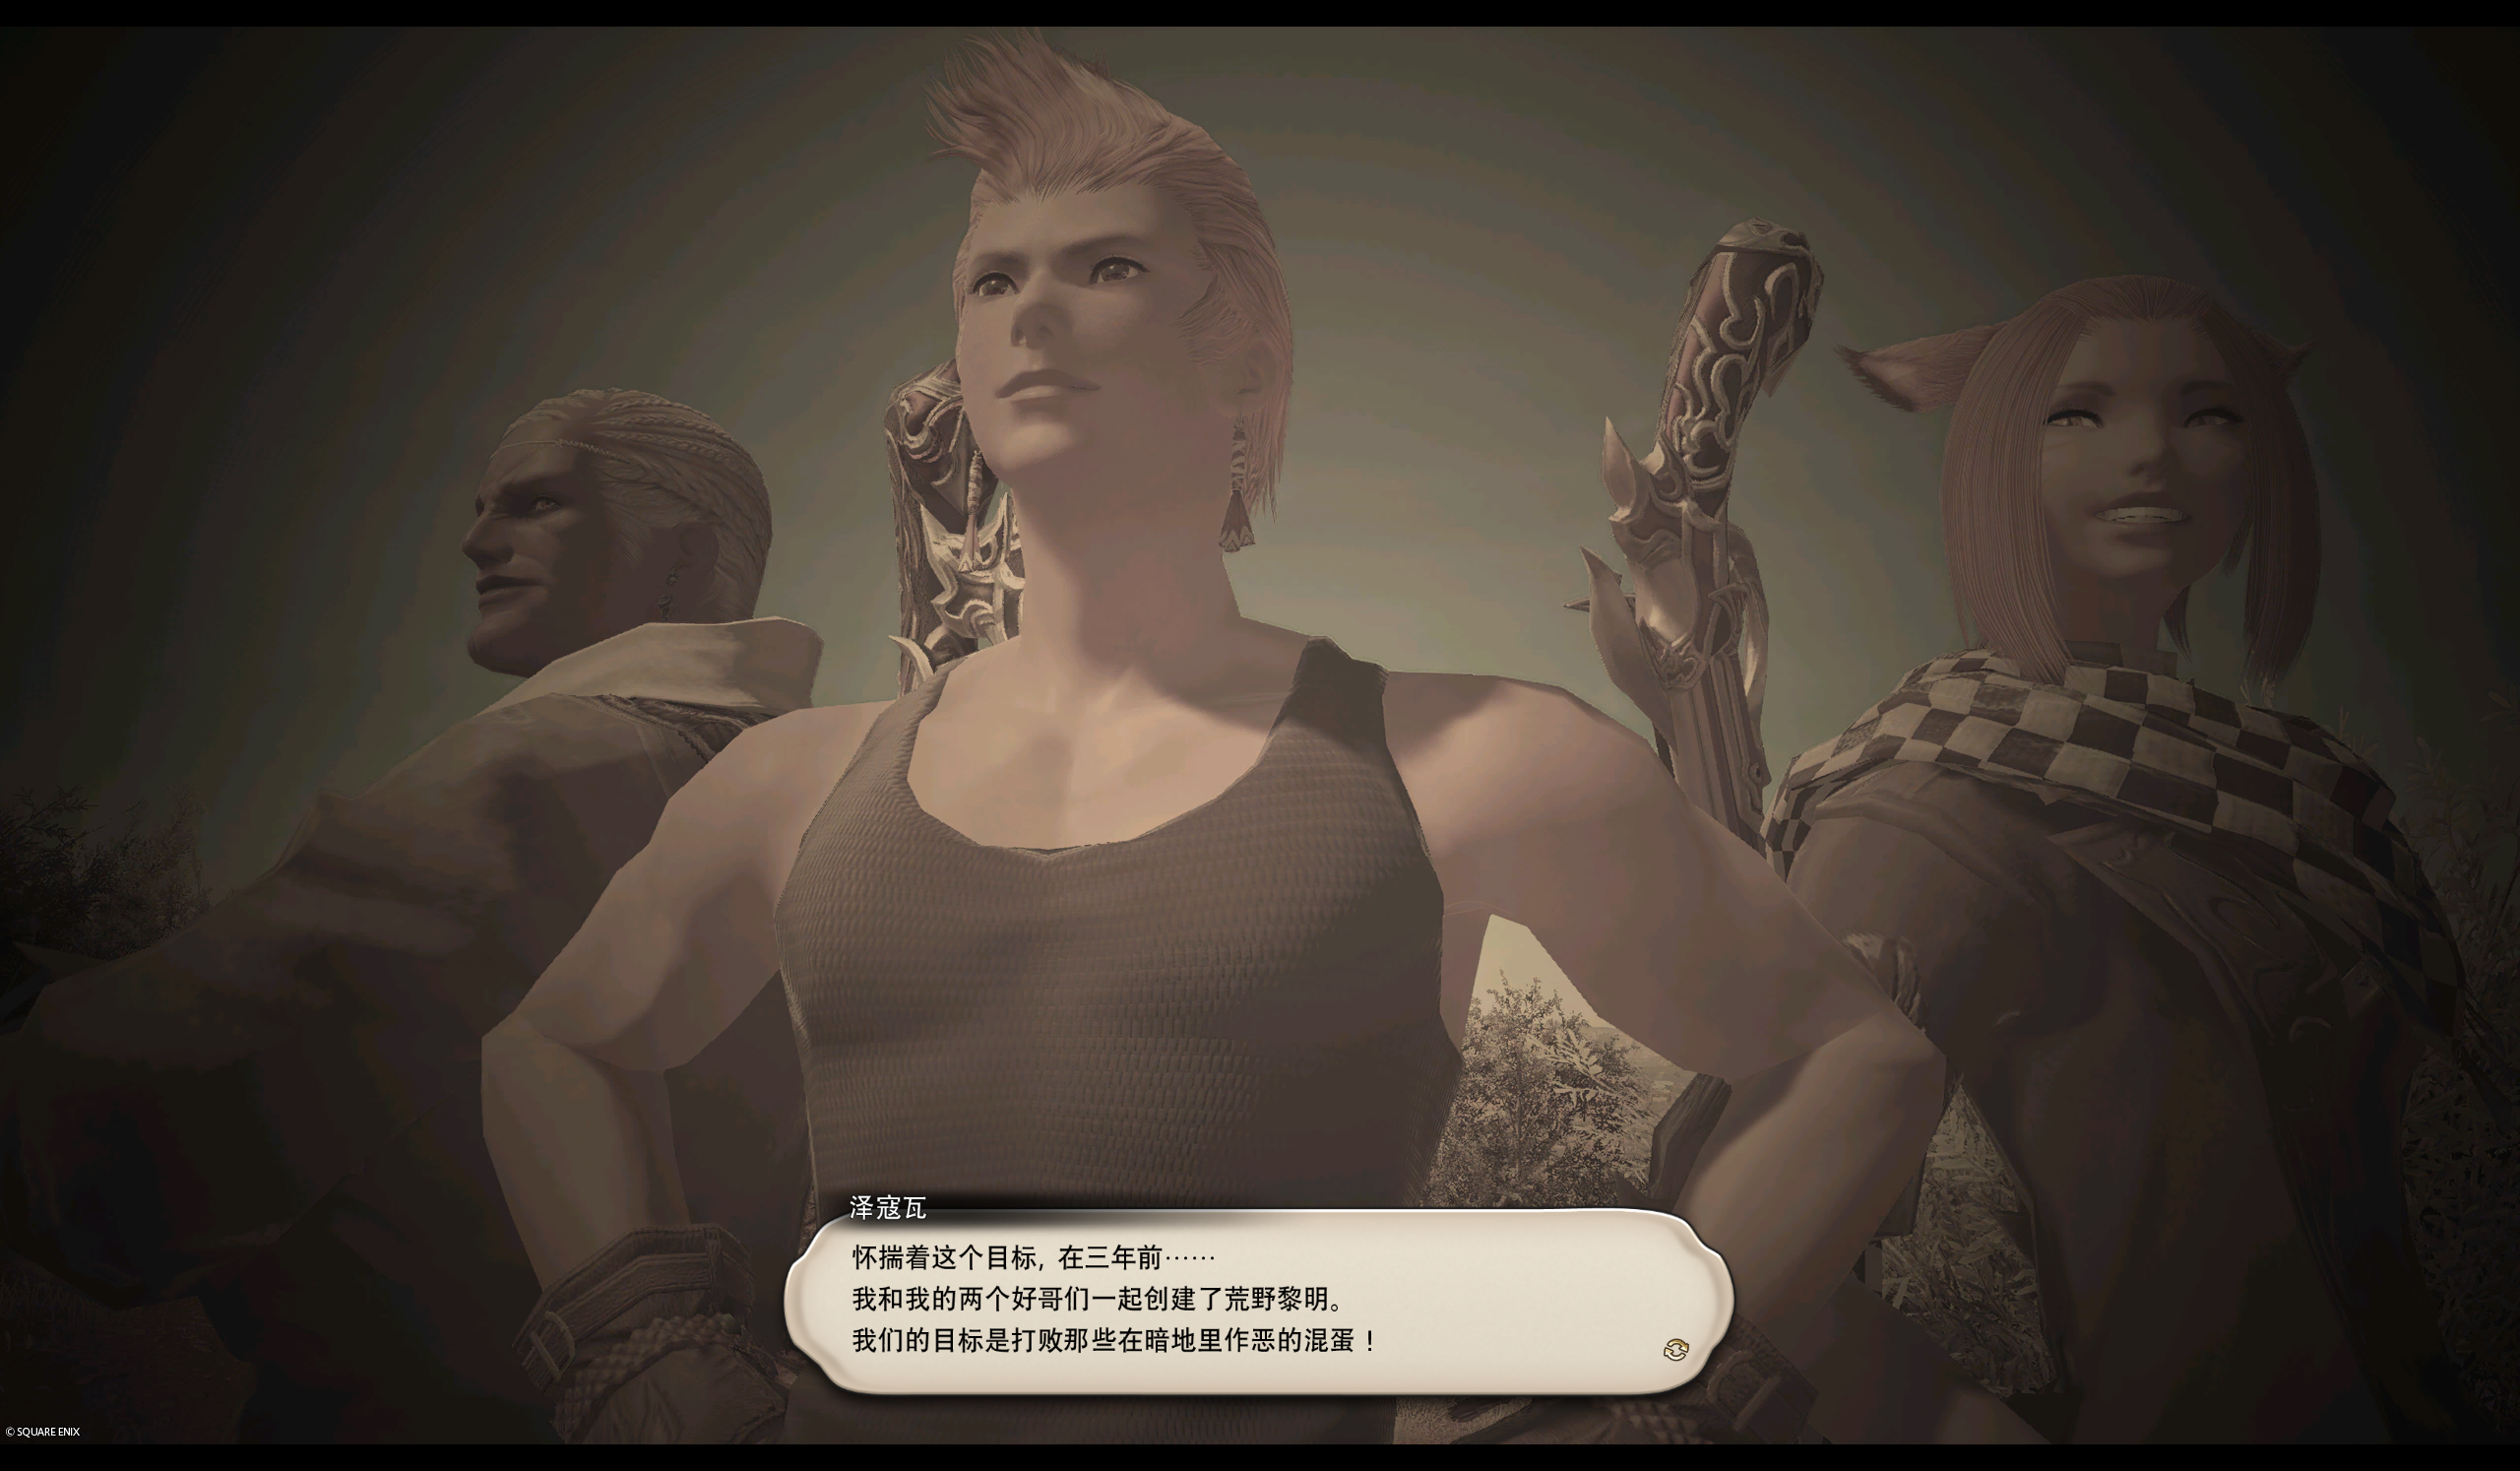 泽寇瓦
怀揣着这个目标，在三年前……
我和我的两个好哥们一起创建了荒野黎明。
我们的目标是打败那些在暗地里作恶的混蛋！
© SQUARE ENIX